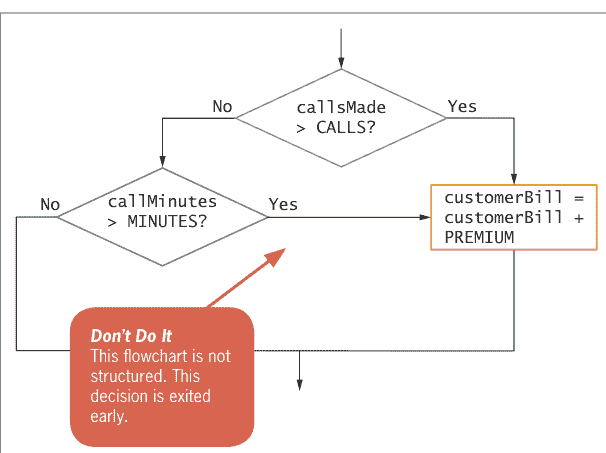 No
callsMade
> CALLS?
Yes
No
callMinutes
> MINUTES?
Yes
customerBill =
customerBill +
PREMIUM
Don't Do It
This flowchart is not
structured. This
decision is exited
early.